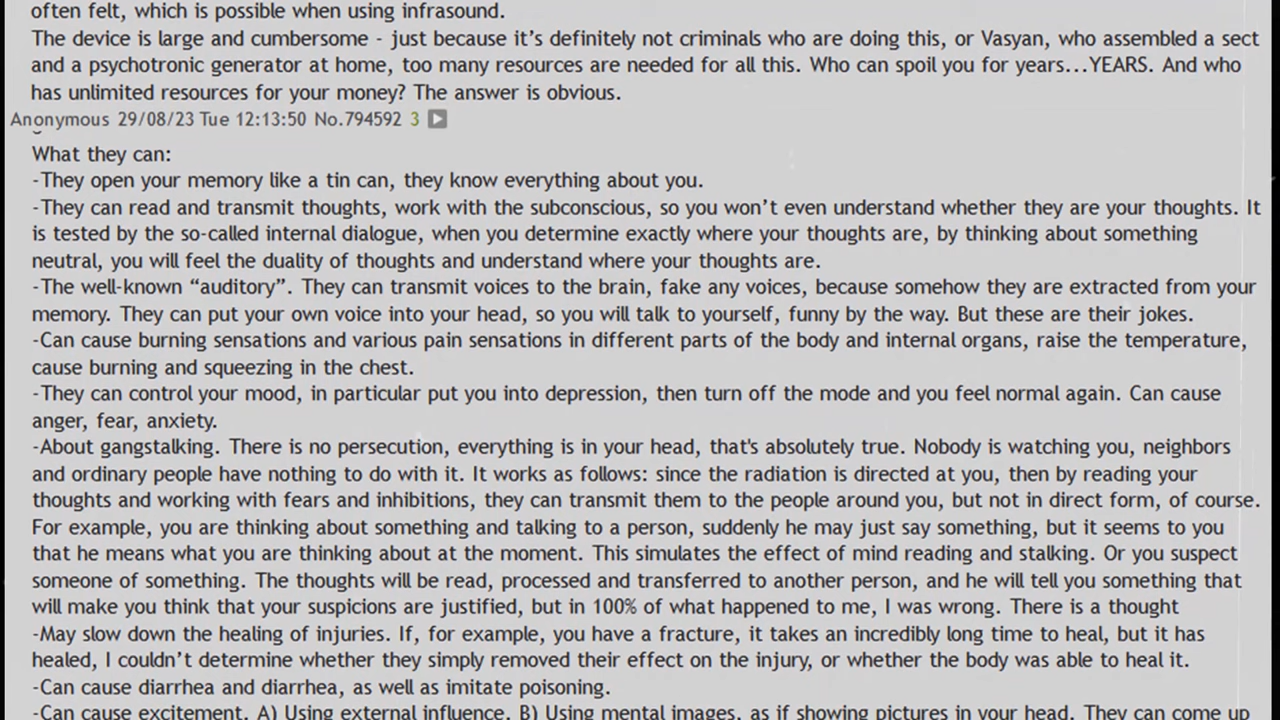 often felt, which is possible when using infrasound.
The device is large and cumbersome - just because it’s definitely not criminals who are doing this, or Vasyan, who assembled a sect
and a psychotronic generator at home, too many resources are needed for all this. Who can spoil you for years...YEARS. And who
has unlimited resources for your money? The answer is obvious.
Anonymous 29/08/23 Tue 12:13:50 No.794592 3
What they can:
-They open your memory like a tin can, they know everything about you.
-They can read and transmit thoughts, work with the subconscious, so you won’t even understand whether they are your thoughts. It
is tested by the so-called internal dialogue, when you determine exactly where your thoughts are, by thinking about something
neutral, you will feel the duality of thoughts and understand where your thoughts are.
-The well-known “auditory”. They can transmit voices to the brain, fake any voices, because somehow they are extracted from your
memory. They can put your own voice into your head, so you will talk to yourself, funny by the way. But these are their jokes.
-Can cause burning sensations and various pain sensations in different parts of the body and internal organs, raise the temperature,
cause burning and squeezing in the chest.
-They can control your mood, in particular put you into depression, then turn off the mode and you feel normal again. Can cause
anger, fear, anxiety.
-About gangstalking. There is no persecution, everything is in your head, that's absolutely true. Nobody is watching you, neighbors
and ordinary people have nothing to do with it. It works as follows: since the radiation is directed at you, then by reading your
thoughts and working with fears and inhibitions, they can transmit them to the people around you, but not in direct form, of course.
For example, you are thinking about something and talking to a person, suddenly he may just say something, but it seems to you
that he means what you are thinking about at the moment. This simulates the effect of mind reading and stalking. Or you suspect
someone of something. The thoughts will be read, processed and transferred to another person, and he will tell you something that
will make you think that your suspicions are justified, but in 100% of what happened to me, I was wrong. There is a thought
-May slow down the healing of injuries. If, for example, you have a fracture, it takes an incredibly long time to heal, but it has
healed, I couldn’t determine whether they simply removed their effect on the injury, or whether the body was able to heal it.
-Can cause diarrhea and diarrhea, as well as imitate poisoning.
-Can cause excitement. A) Using external influence. B) Using mental images, as if showing pictures in your head. They can come up